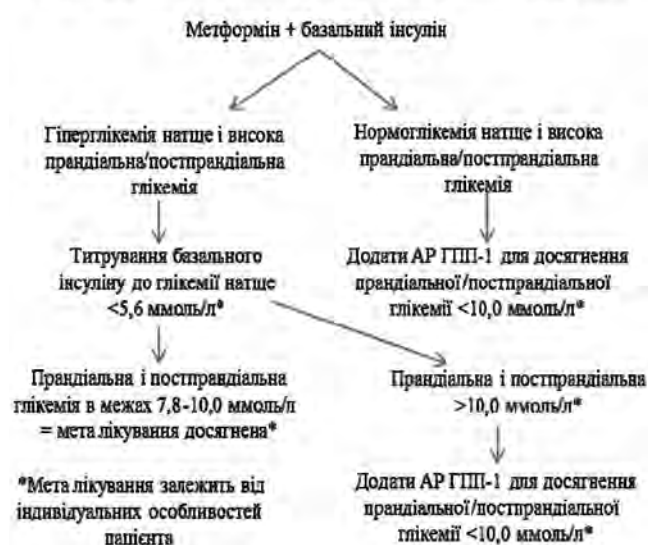 Метформін + базальний інсулін
Гіперглікемія натще і висока
прандіальна/постпрандіальна
глікемія
Нормоглікемія натще і висока
прандіальна/постпрандіальна
глікемія
Титрування базального
інсуліну до глікемії натще
<5,6 ммоль/л*
Додати АР ГПП-1 для досягнення
прандіальної/постпрандіальної
глікемії <10,0 ммоль/л*
Прандіальна і постпрандіальна
глікемія в межах 7,8-10,0 ммоль/л
= мета лікування досягнена*
Прандіальна і постпрандіальна
>10,0 ммоль/л*
*Мета лікування залежить від
індивідуальних особливостей
пацієнта
Додати АР ГПП-1 для досягнення
прандіальної/постпрандіальної
глікемії <10,0 ммоль/л*